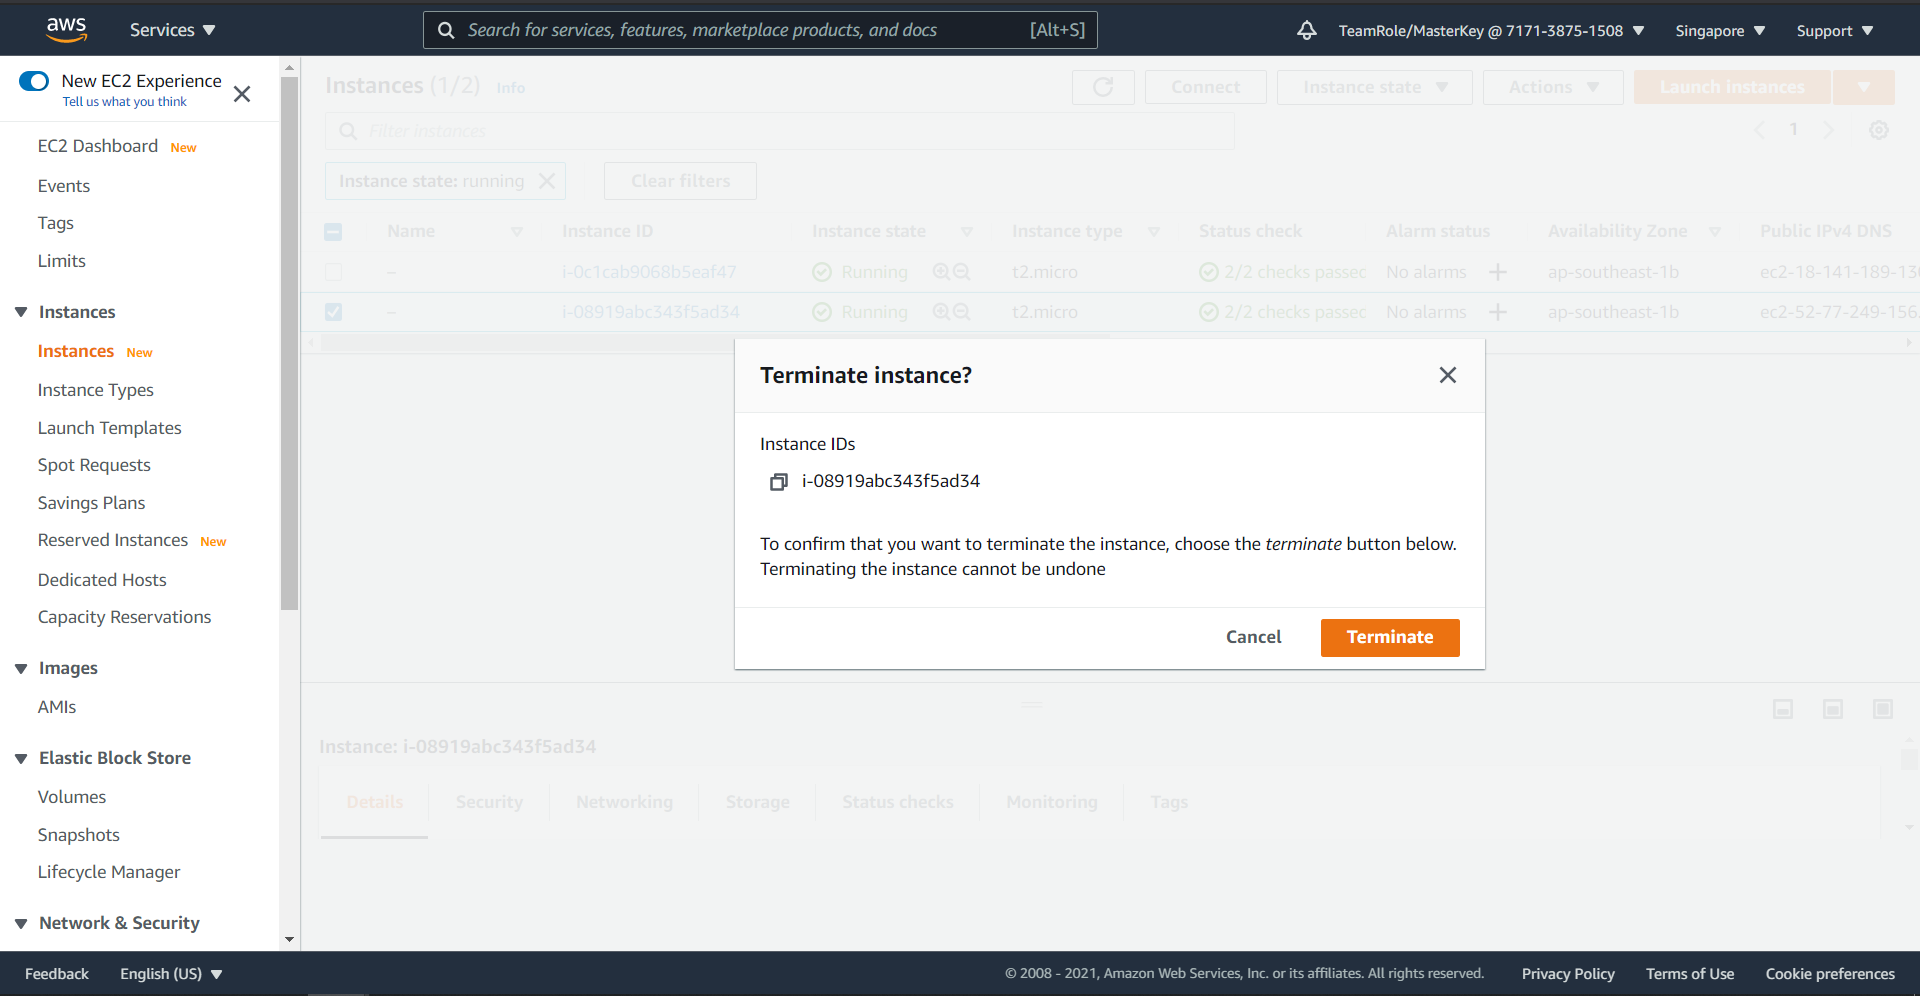 aws
Services
Search for services, features, marketplace products, and docs [Alt+S]
TeamRole/MasterKey @ 7171-3875-1508
Singapore
Support
New EC2 Experience
Tell us what you think
EC2 Dashboard New
Events
Tags
Limits
Instances
Instances New
Instance Types
Launch Templates
Spot Requests
Savings Plans
Reserved Instances New
Dedicated Hosts
Capacity Reservations
Images
AMIs
Elastic Block Store
Volumes
Snapshots
Lifecycle Manager
Network & Security
Instances (1/2) Info
Connect
Instance state
Actions
Launch instances
Filter instances
1
Instance state: running
Clear filters
Name Instance ID Instance state Instance type Status check Alarm status Availability Zone Public IPv4 DNS
– i-0c1cab9068b5eaf47 Running t2.micro 2/2 checks passec No alarms + ap-southeast-1b ec2-18-141-189-130
– i-08919abc343f5ad34 Running t2.micro 2/2 checks passec No alarms + ap-southeast-1b ec2-52-77-249-156.
Terminate instance?
Instance IDs
i-08919abc343f5ad34
To confirm that you want to terminate the instance, choose the terminate button below.
Terminating the instance cannot be undone
Cancel
Terminate
Instance: i-08919abc343f5ad34
Details Security Networking Storage Status checks Monitoring Tags
Feedback
English (US)
© 2008 - 2021, Amazon Web Services, Inc. or its affiliates. All rights reserved.
Privacy Policy
Terms of Use
Cookie preferences